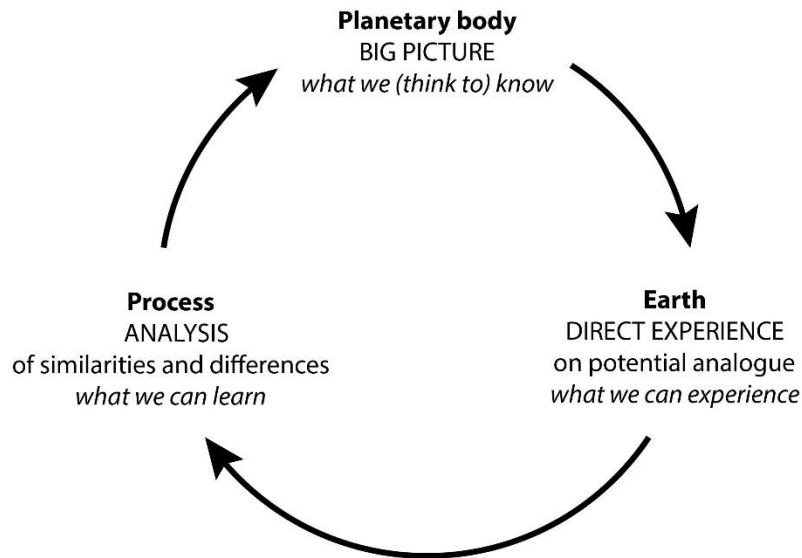 Planetary body
BIG PICTURE
what we (think to) know
Process
ANALYSIS
of similarities and differences
what we can learn
Earth
DIRECT EXPERIENCE
on potential analogue
what we can experience